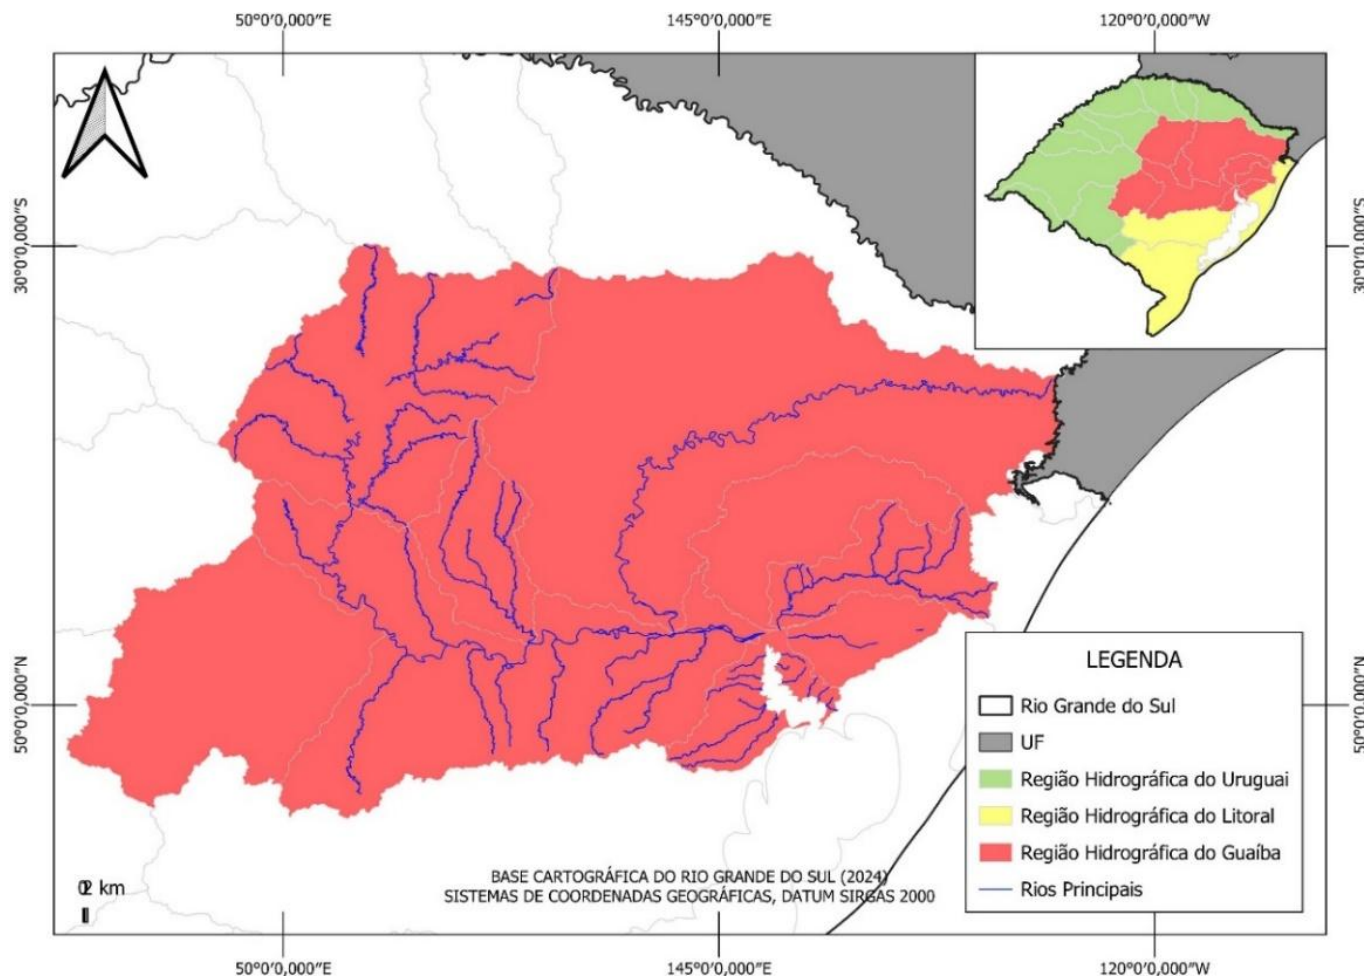 50°0'0,000"E
145°0'0,000"E
120°0'0,000"W
30°0'0,000"S
30°0'0,000"S
50°0'0,000"N
50°0'0,000"N
LEGENDA
Rio Grande do Sul
UF
Região Hidrográfica do Uruguai
Região Hidrográfica do Litoral
Região Hidrográfica do Guaíba
Rios Principais
km
BASE CARTOGRÁFICA DO RIO GRANDE DO SUL (2024)
SISTEMAS DE COORDENADAS GEOGRÁFICAS, DATUM SIRGAS 2000
50°0'0,000"E
145°0'0,000"E
120°0'0,000"W